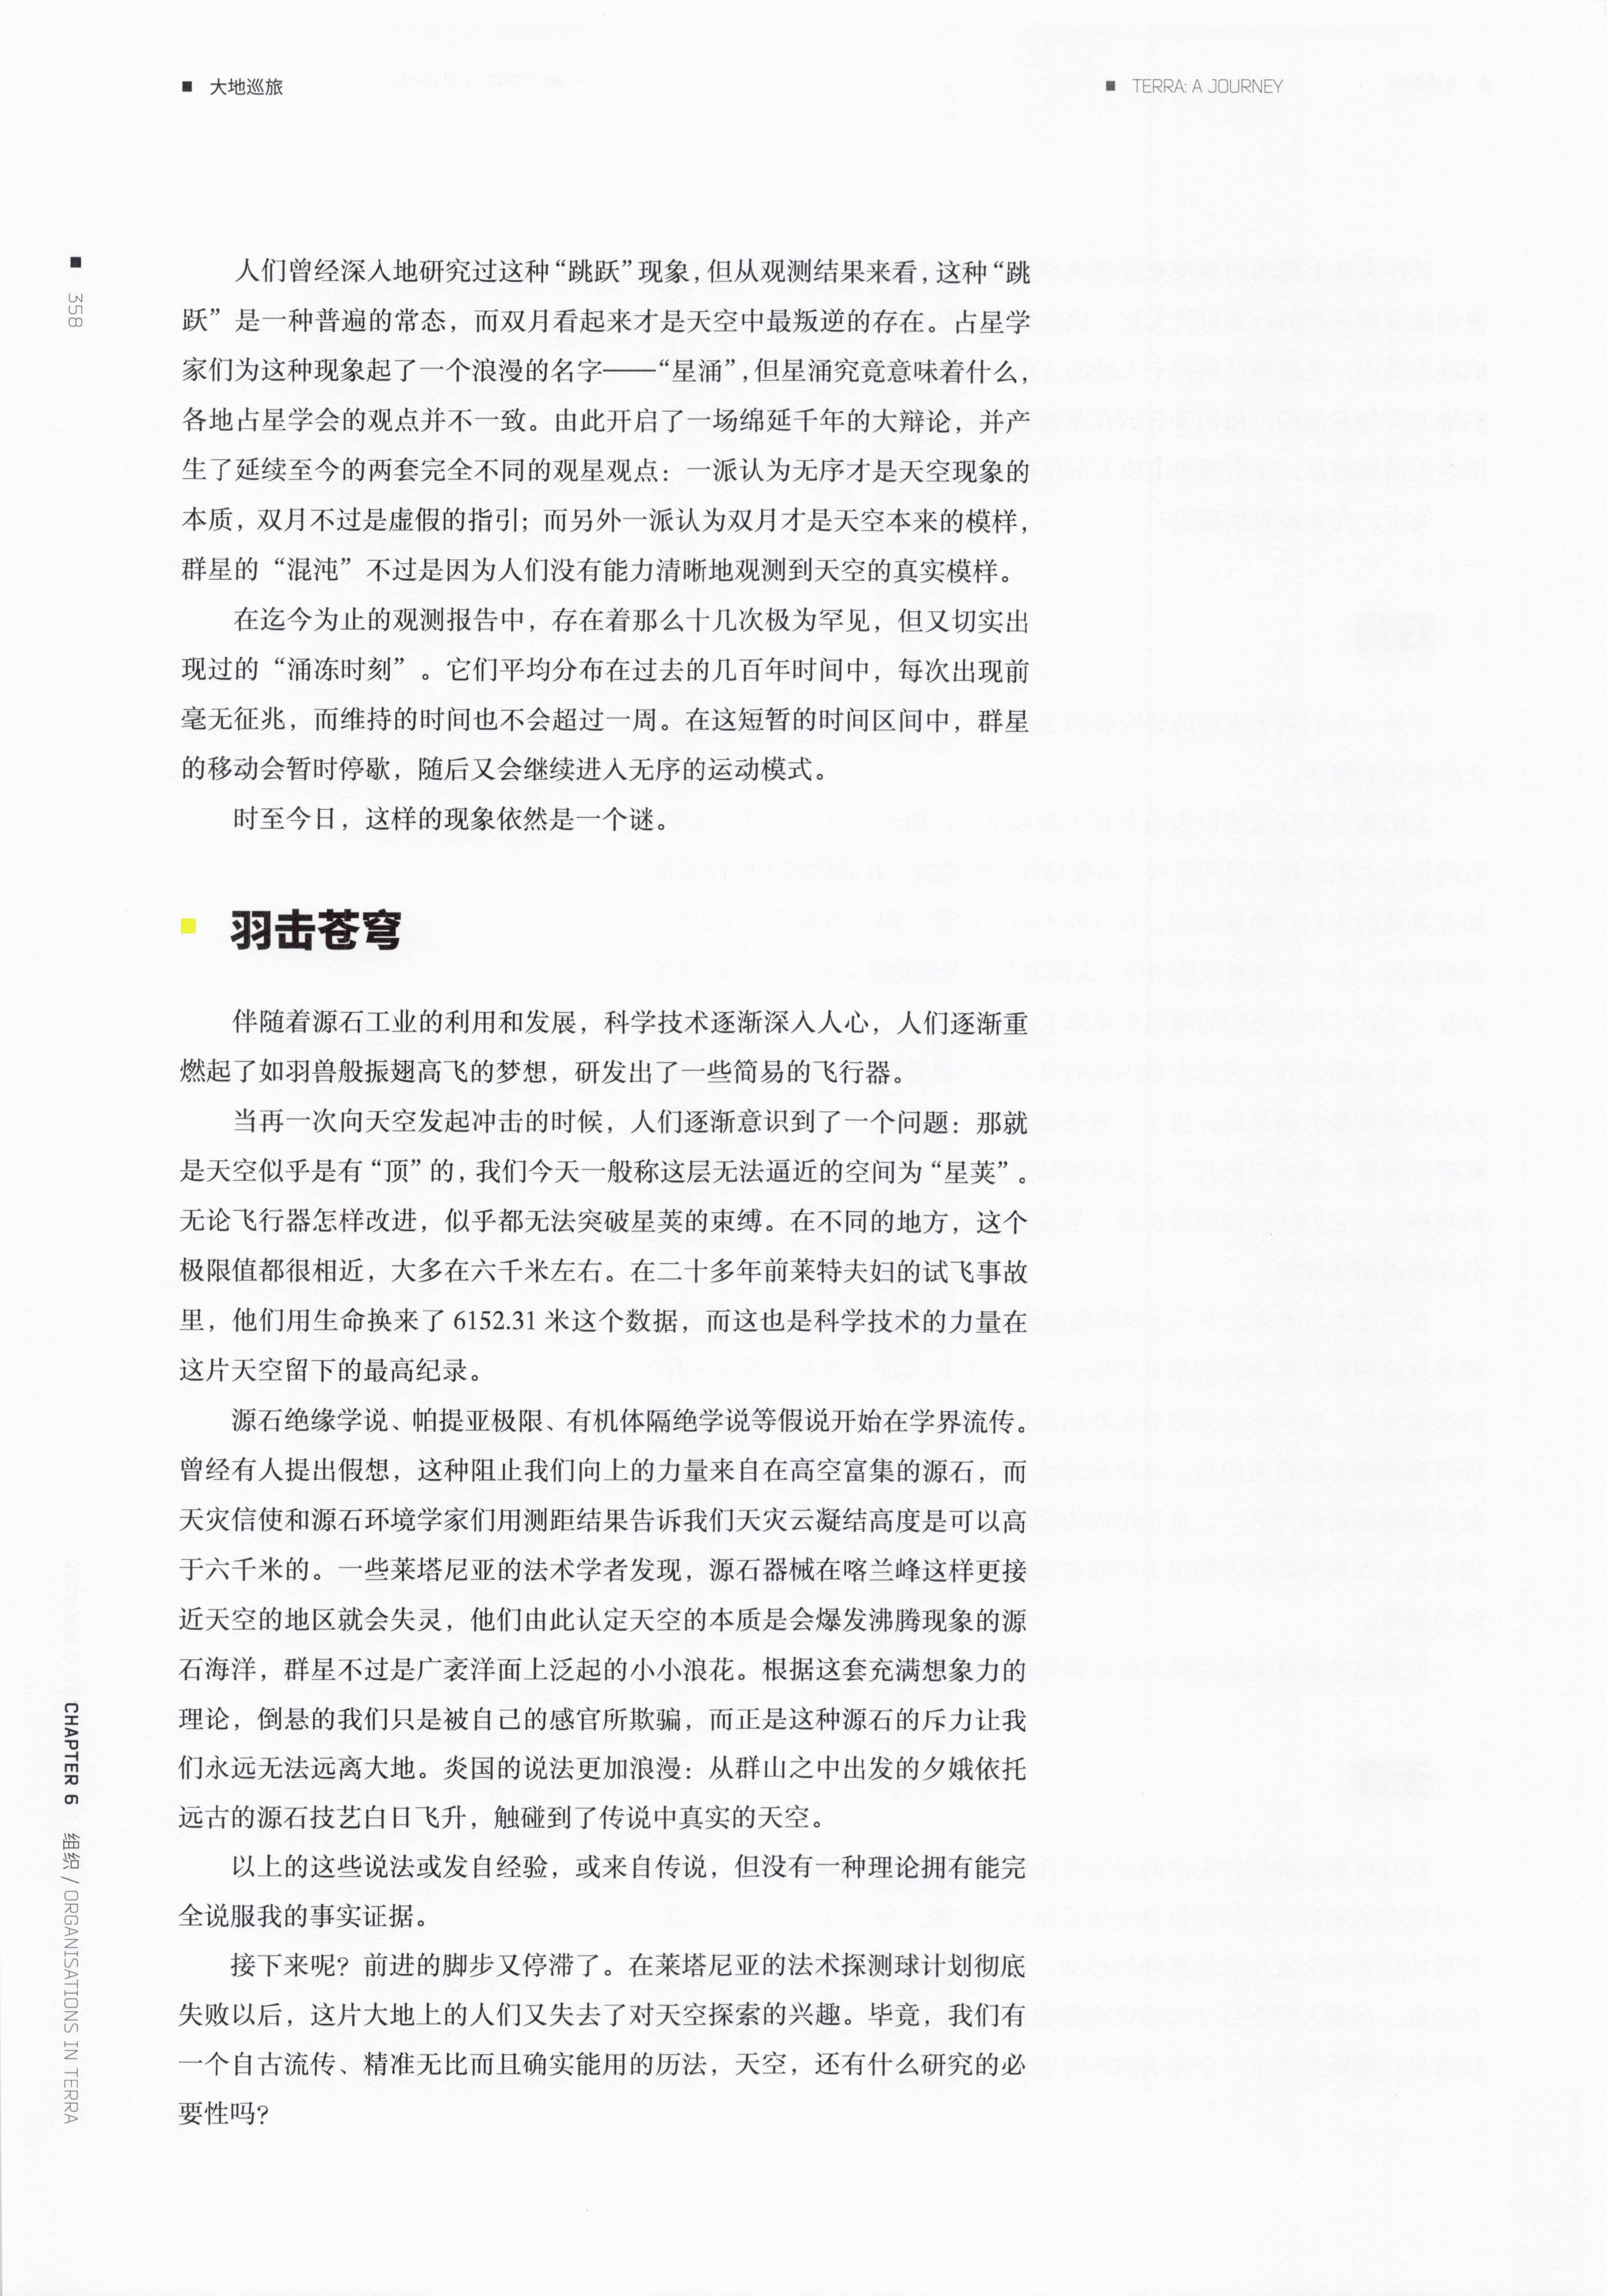 大地巡旅
TERRA: A JOURNEY
358
人们曾经深入地研究过这种“跳跃”现象，但从观测结果来看，这种“跳
跃”是一种普遍的常态，而双月看起来才是天空中最叛逆的存在。占星学
家们为这种现象起了一个浪漫的名字——“星涌”，但星涌究竟意味着什么，
各地占星学会的观点并不一致。由此开启了一场绵延千年的大辩论，并产
生了延续至今的两套完全不同的观星观点：一派认为无序才是天空现象的
本质，双月不过是虚假的指引；而另外一派认为双月才是天空本来的模样，
群星的“混沌”不过是因为人们没有能力清晰地观测到天空的真实模样。
在迄今为止的观测报告中，存在着那么十几次极为罕见，但又切实出
现过的“涌冻时刻”。它们平均分布在过去的几百年时间中，每次出现前
毫无征兆，而维持的时间也不会超过一周。在这短暂的时间区间中，群星
的移动会暂时停歇，随后又会继续进入无序的运动模式。
时至今日，这样的现象依然是一个谜。
羽击苍穹
伴随着源石工业的利用和发展，科学技术逐渐深入人心，人们逐渐重
燃起了如羽兽般振翅高飞的梦想，研发出了一些简易的飞行器。
当再一次向天空发起冲击的时候，人们逐渐意识到了一个问题：那就
是天空似乎是有“顶”的，我们今天一般称这层无法逼近的空间为“星荚”。
无论飞行器怎样改进，似乎都无法突破星荚的束缚。在不同的地方，这个
极限值都很相近，大多在六千米左右。在二十多年前莱特夫妇的试飞事故
里，他们用生命换来了 6152.31 米这个数据，而这也是科学技术的力量在
这片天空留下的最高纪录。
源石绝缘学说、帕提亚极限、有机体隔绝学说等假说开始在学界流传。
曾经有人提出假想，这种阻止我们向上的力量来自在高空富集的源石，而
天灾信使和源石环境学家们用测距结果告诉我们天灾云凝结高度是可以高
于六千米的。一些莱塔尼亚的法术学者发现，源石器械在喀兰峰这样更接
近天空的地区就会失灵，他们由此认定天空的本质是会爆发沸腾现象的源
石海洋，群星不过是广袤洋面上泛起的小小浪花。根据这套充满想象力的
理论，倒悬的我们只是被自己的感官所欺骗，而正是这种源石的斥力让我
们永远无法远离大地。炎国的说法更加浪漫：从群山之中出发的夕娥依托
远古的源石技艺白日飞升，触碰到了传说中真实的天空。
以上的这些说法或发自经验，或来自传说，但没有一种理论拥有能完
全说服我的事实证据。
接下来呢？前进的脚步又停滞了。在莱塔尼亚的法术探测球计划彻底
失败以后，这片大地上的人们又失去了对天空探索的兴趣。毕竟，我们有
一个自古流传、精准无比而且确实能用的历法，天空，还有什么研究的必
要性吗？
CHAPTER 6 组织 / ORGANISATIONS IN TERRA